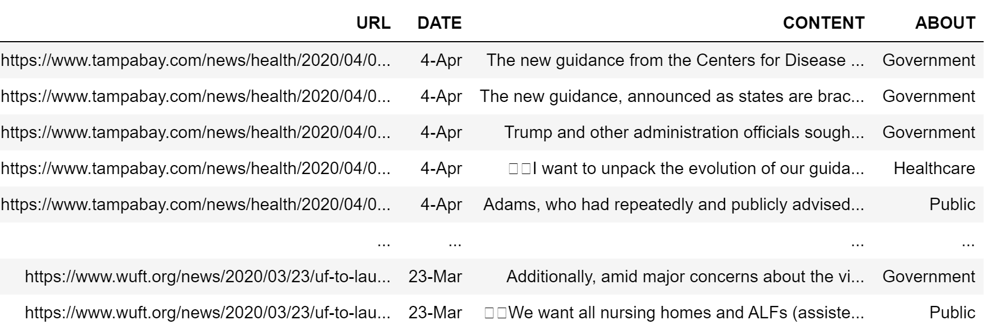 URL DATE CONTENT ABOUT
https://www.tampabay.com/news/health/2020/04/0... 4-Apr The new guidance from the Centers for Disease ... Government
https://www.tampabay.com/news/health/2020/04/0... 4-Apr The new guidance, announced as states are brac... Government
https://www.tampabay.com/news/health/2020/04/0... 4-Apr Trump and other administration officials sough... Government
https://www.tampabay.com/news/health/2020/04/0... 4-Apr □□I want to unpack the evolution of our guida... Healthcare
https://www.tampabay.com/news/health/2020/04/0... 4-Apr Adams, who had repeatedly and publicly advised... Public
... ... ... ...
https://www.wuft.org/news/2020/03/23/uf-to-lau... 23-Mar Additionally, amid major concerns about the vi... Government
https://www.wuft.org/news/2020/03/23/uf-to-lau... 23-Mar □□We want all nursing homes and ALFs (assiste... Public